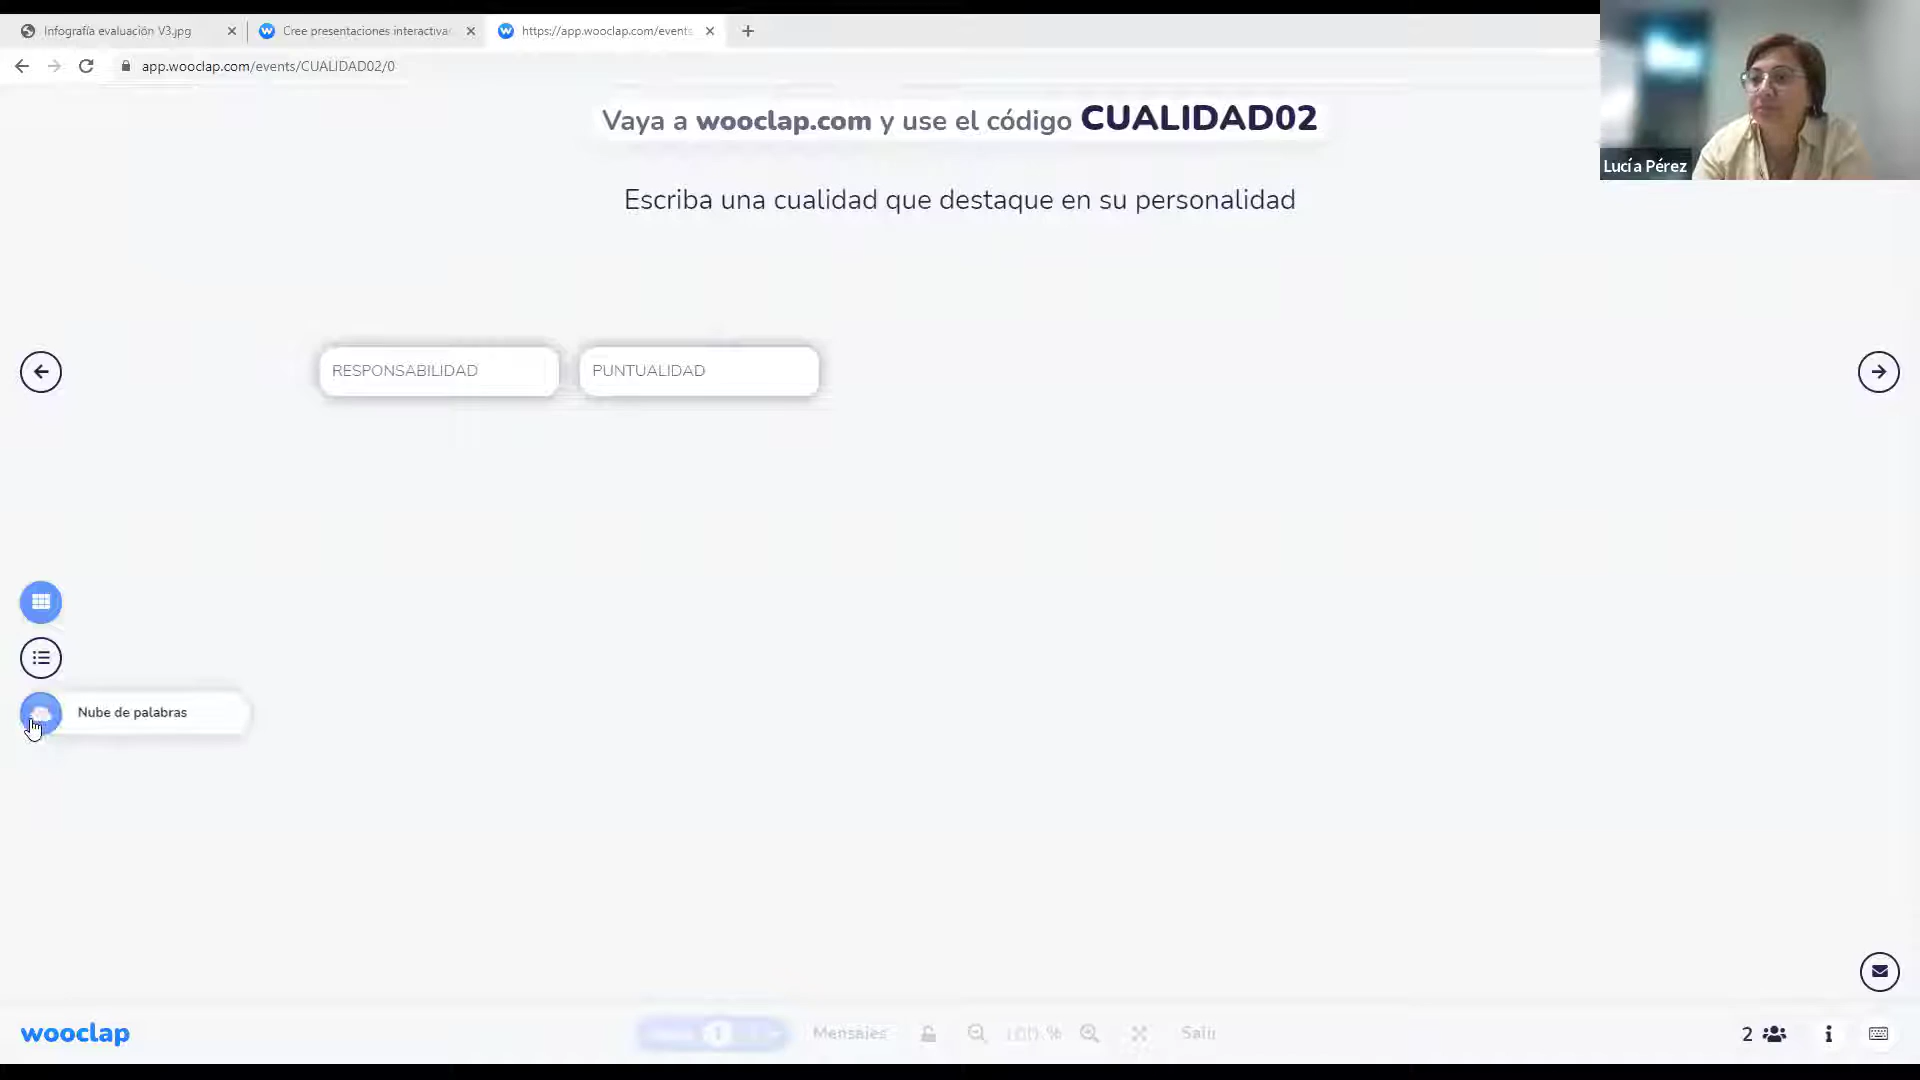 Infografía evaluación V3.jpg
Cree presentaciones interactiva
https://app.wooclap.com/events
app.wooclap.com/events/CUALIDAD02/0
Vaya a wooclap.com y use el código CUALIDAD02
Lucía Pérez
Escriba una cualidad que destaque en su personalidad
RESPONSABILIDAD
PUNTUALIDAD
Nube de palabras
wooclap
1
Mensajes
100 %
Salir
2